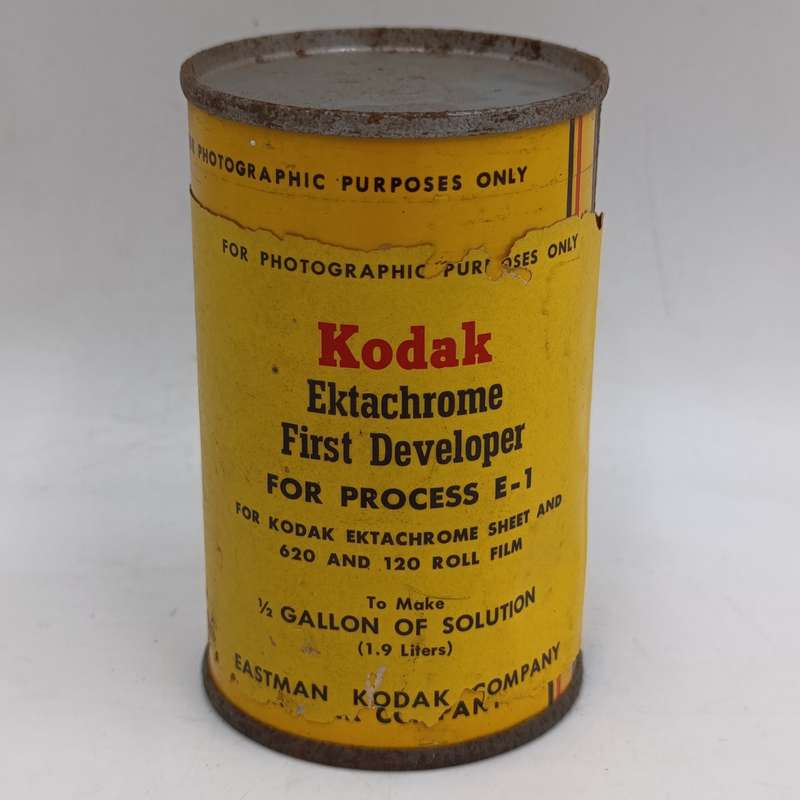 PHOTOGRAPHIC PURPOSES ONLY
FOR PHOTOGRAPHIC PURPOSES ONLY
Kodak
Ektachrome
First Developer
FOR PROCESS E-1
FOR KODAK EKTACHROME SHEET AND
620 AND 120 ROLL FILM
To Make
½ GALLON OF SOLUTION
(1.9 Liters)
EASTMAN KODAK COMPANY
COMPANY